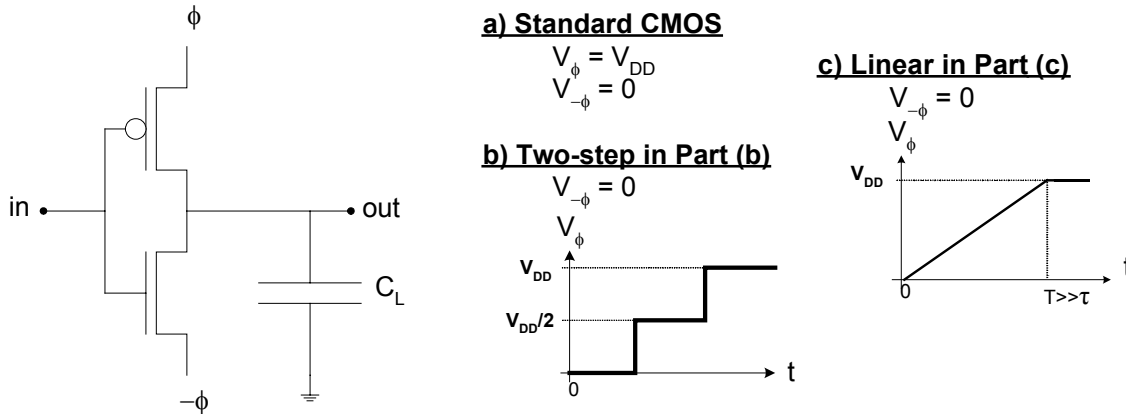 ϕ
in
out
C_L
−ϕ
a) Standard CMOS
V_ϕ = V_DD
V_−ϕ = 0
b) Two-step in Part (b)
V_−ϕ = 0
V_ϕ
V_DD
V_DD/2
0
t
c) Linear in Part (c)
V_−ϕ = 0
V_ϕ
V_DD
0
T>>τ
t